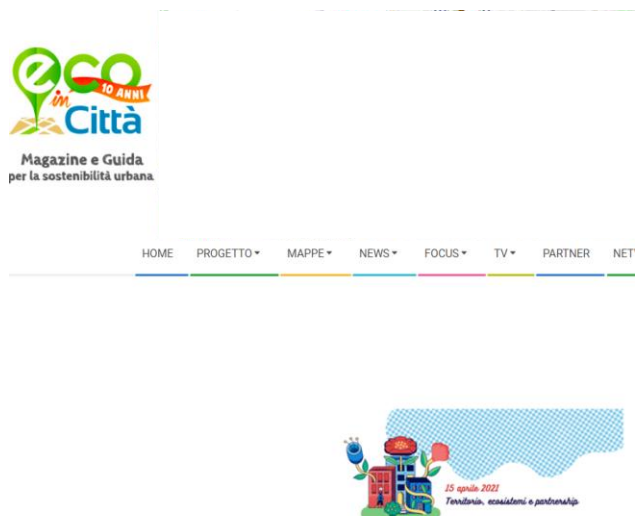 eco
10 ANNI
in
Città
Magazine e Guida
per la sostenibilità urbana
HOME PROGETTO MAPPE NEWS FOCUS TV PARTNER NET
15 aprile 2021
Territorio, ecosistemi e partnership